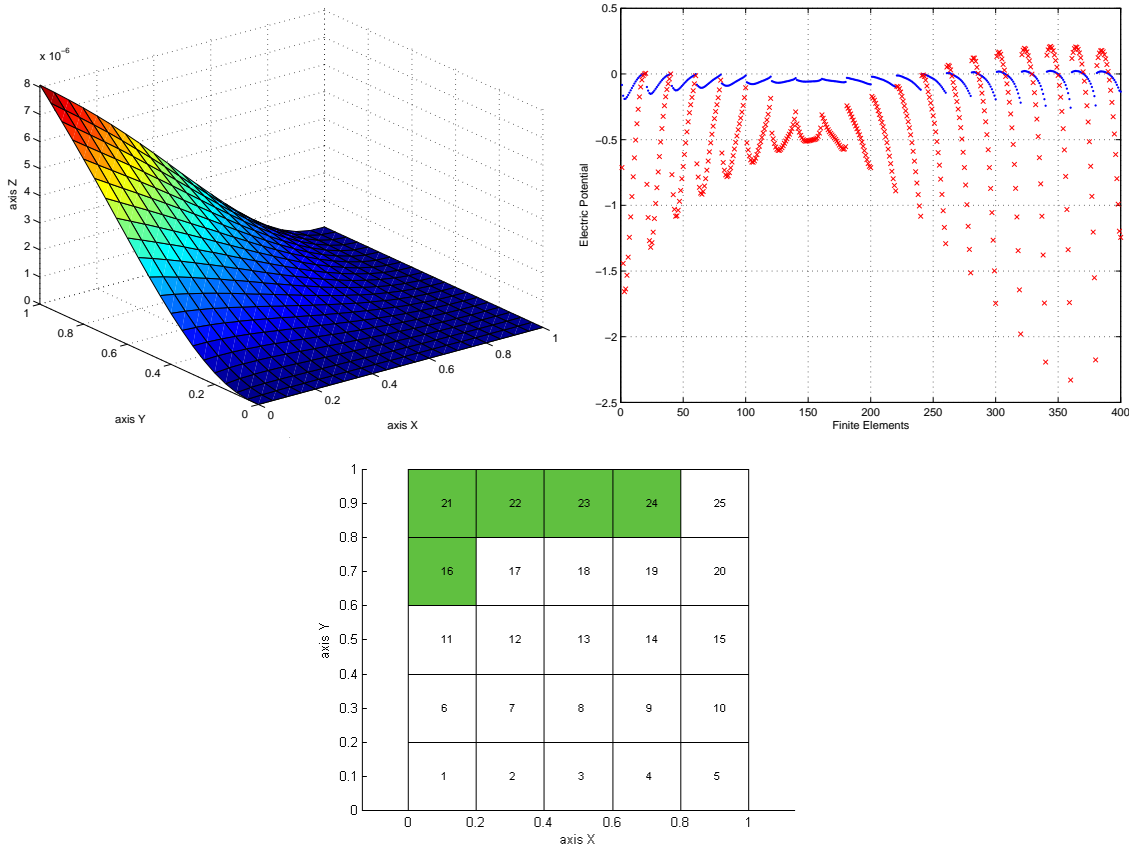 x 10⁻⁶
8
7
6
5
4
3
2
1
0
axis Z
1
0.8
0.6
0.4
0.2
0
axis Y
0
0.2
0.4
0.6
0.8
1
axis X
0.5
0
−0.5
−1
−1.5
−2
−2.5
Electric Potential
0 50 100 150 200 250 300 350 400
Finite Elements
1
0.9
0.8
0.7
0.6
0.5
0.4
0.3
0.2
0.1
0
axis Y
21 22 23 24 25
16 17 18 19 20
11 12 13 14 15
6 7 8 9 10
1 2 3 4 5
0 0.2 0.4 0.6 0.8 1
axis X